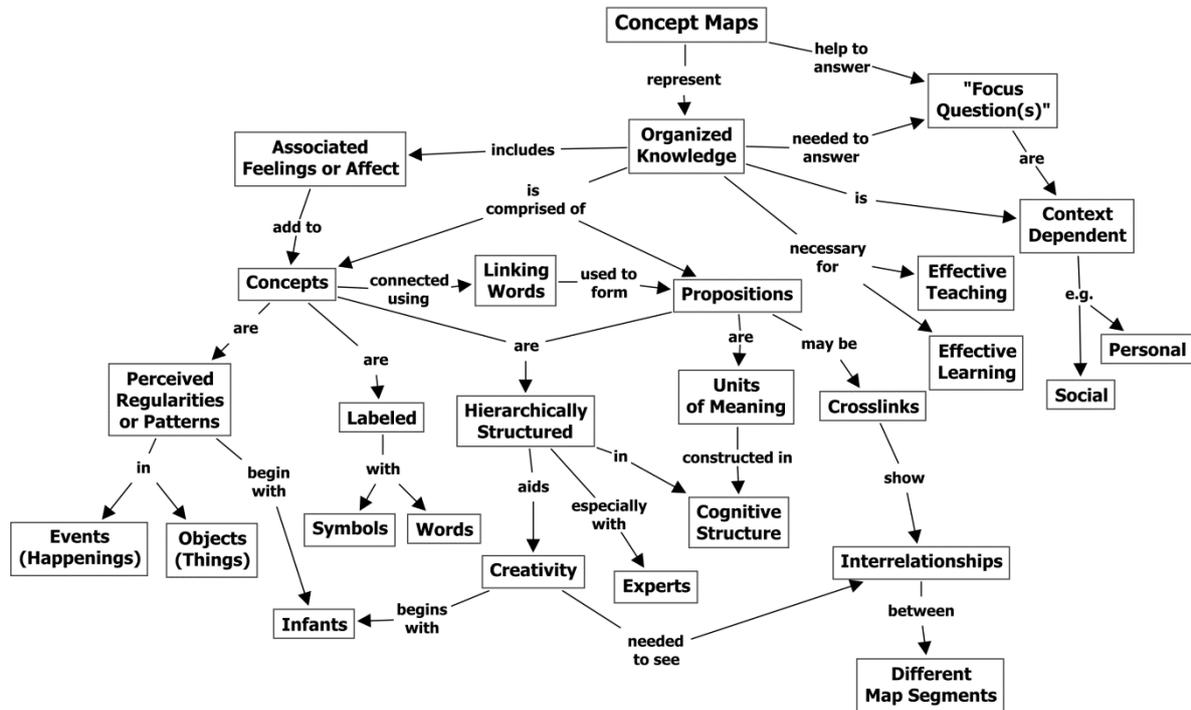 Concept Maps
help to
answer
represent
"Focus
Question(s)"
Organized
Knowledge
needed to
answer
Associated
Feelings or Affect
includes
are
is
comprised of
is
Context
Dependent
add to
necessary
for
Concepts
connected
using
Linking
Words
used to
form
Propositions
Effective
Teaching
e.g.
are
are
are
are
may be
Effective
Learning
Personal
Social
Perceived
Regularities
or Patterns
Labeled
Hierarchically
Structured
Units
of Meaning
Crosslinks
in
begin
with
with
aids
in
constructed in
show
especially
with
Events
(Happenings)
Objects
(Things)
Symbols
Words
Cognitive
Structure
Creativity
Experts
Interrelationships
Infants
begins
with
needed
to see
between
Different
Map Segments